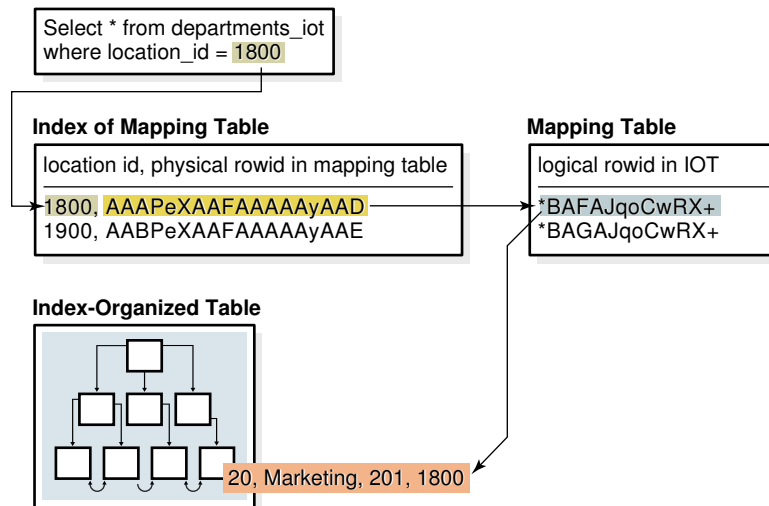 Select * from departments_iot
where location_id = 1800
Index of Mapping Table
location id, physical rowid in mapping table
1800, AAAPeXAAFAAAAAyAAD
1900, AABPeXAAFAAAAAyAAE
Mapping Table
logical rowid in IOT
*BAFAJqoCwRX+
*BAGAJqoCwRX+
Index-Organized Table
20, Marketing, 201, 1800